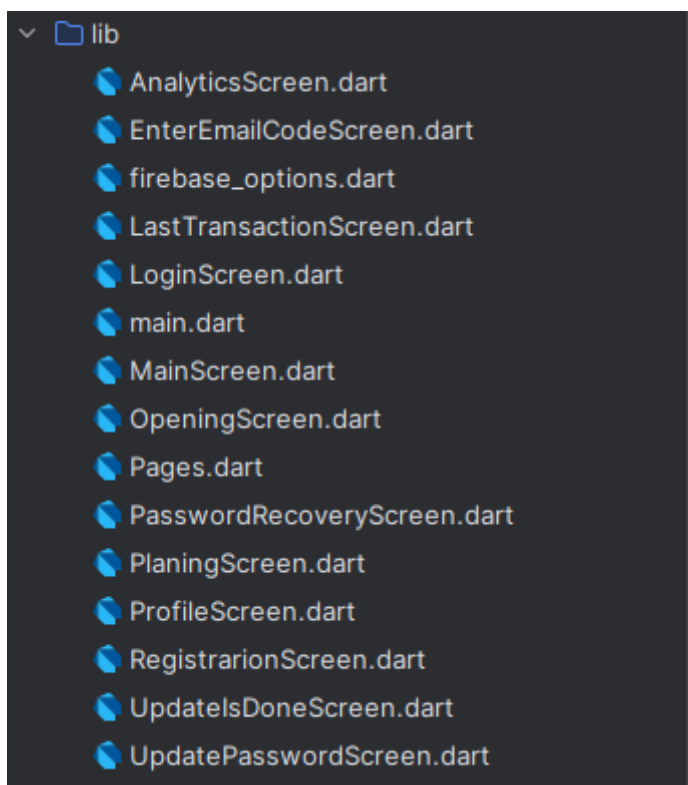 lib
AnalyticsScreen.dart
EnterEmailCodeScreen.dart
firebase_options.dart
LastTransactionScreen.dart
LoginScreen.dart
main.dart
MainScreen.dart
OpeningScreen.dart
Pages.dart
PasswordRecoveryScreen.dart
PlaningScreen.dart
ProfileScreen.dart
RegistrarionScreen.dart
UpdateIsDoneScreen.dart
UpdatePasswordScreen.dart